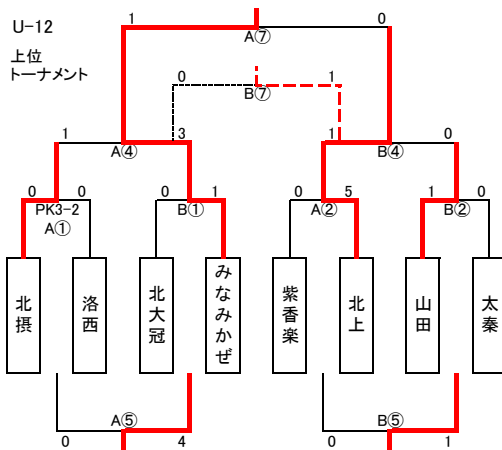 1 0
U-12
A⑦
上位
トーナメント
0 1
B⑦
1 3 1 0
A④ B④
0 0 0 1 0 5 1 0
PK3-2 B① A② B②
A①
北摂 洛西 北大冠 みなみかぜ 紫香楽 北上 山田 太秦
A⑤ B⑤
0 4 0 1